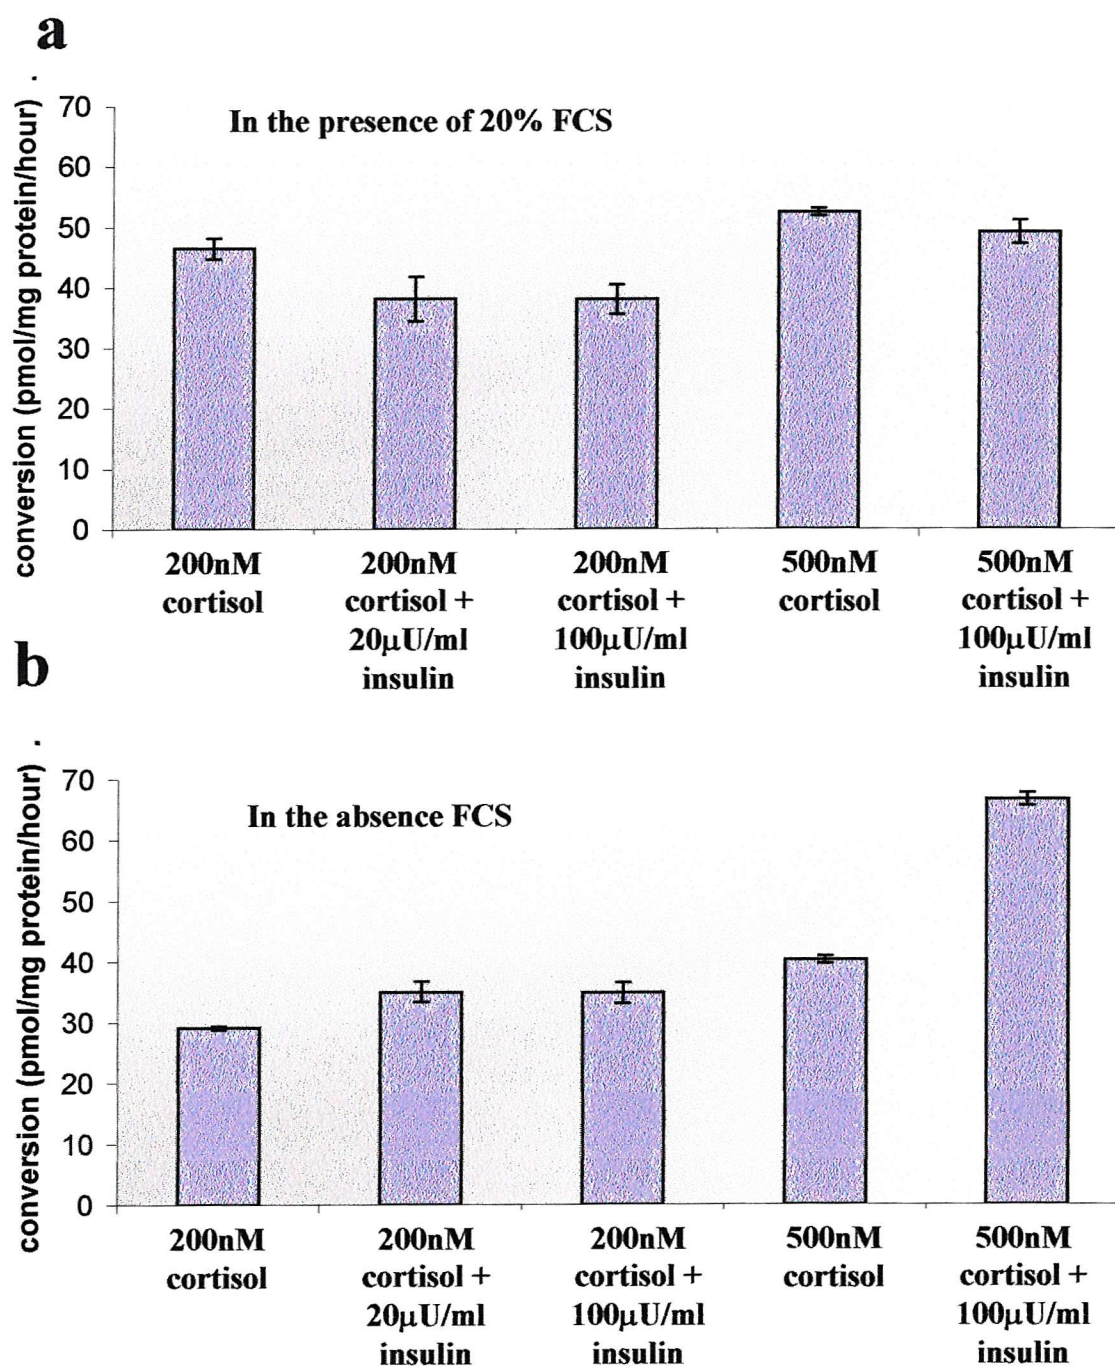 a
conversion (pmol/mg protein/hour) .
70
60
50
40
30
20
10
0
In the presence of 20% FCS
200nM
cortisol
200nM
cortisol +
20μU/ml
insulin
200nM
cortisol +
100μU/ml
insulin
500nM
cortisol
500nM
cortisol +
100μU/ml
insulin
b
conversion (pmol/mg protein/hour) .
70
60
50
40
30
20
10
0
In the absence FCS
200nM
cortisol
200nM
cortisol +
20μU/ml
insulin
200nM
cortisol +
100μU/ml
insulin
500nM
cortisol
500nM
cortisol +
100μU/ml
insulin